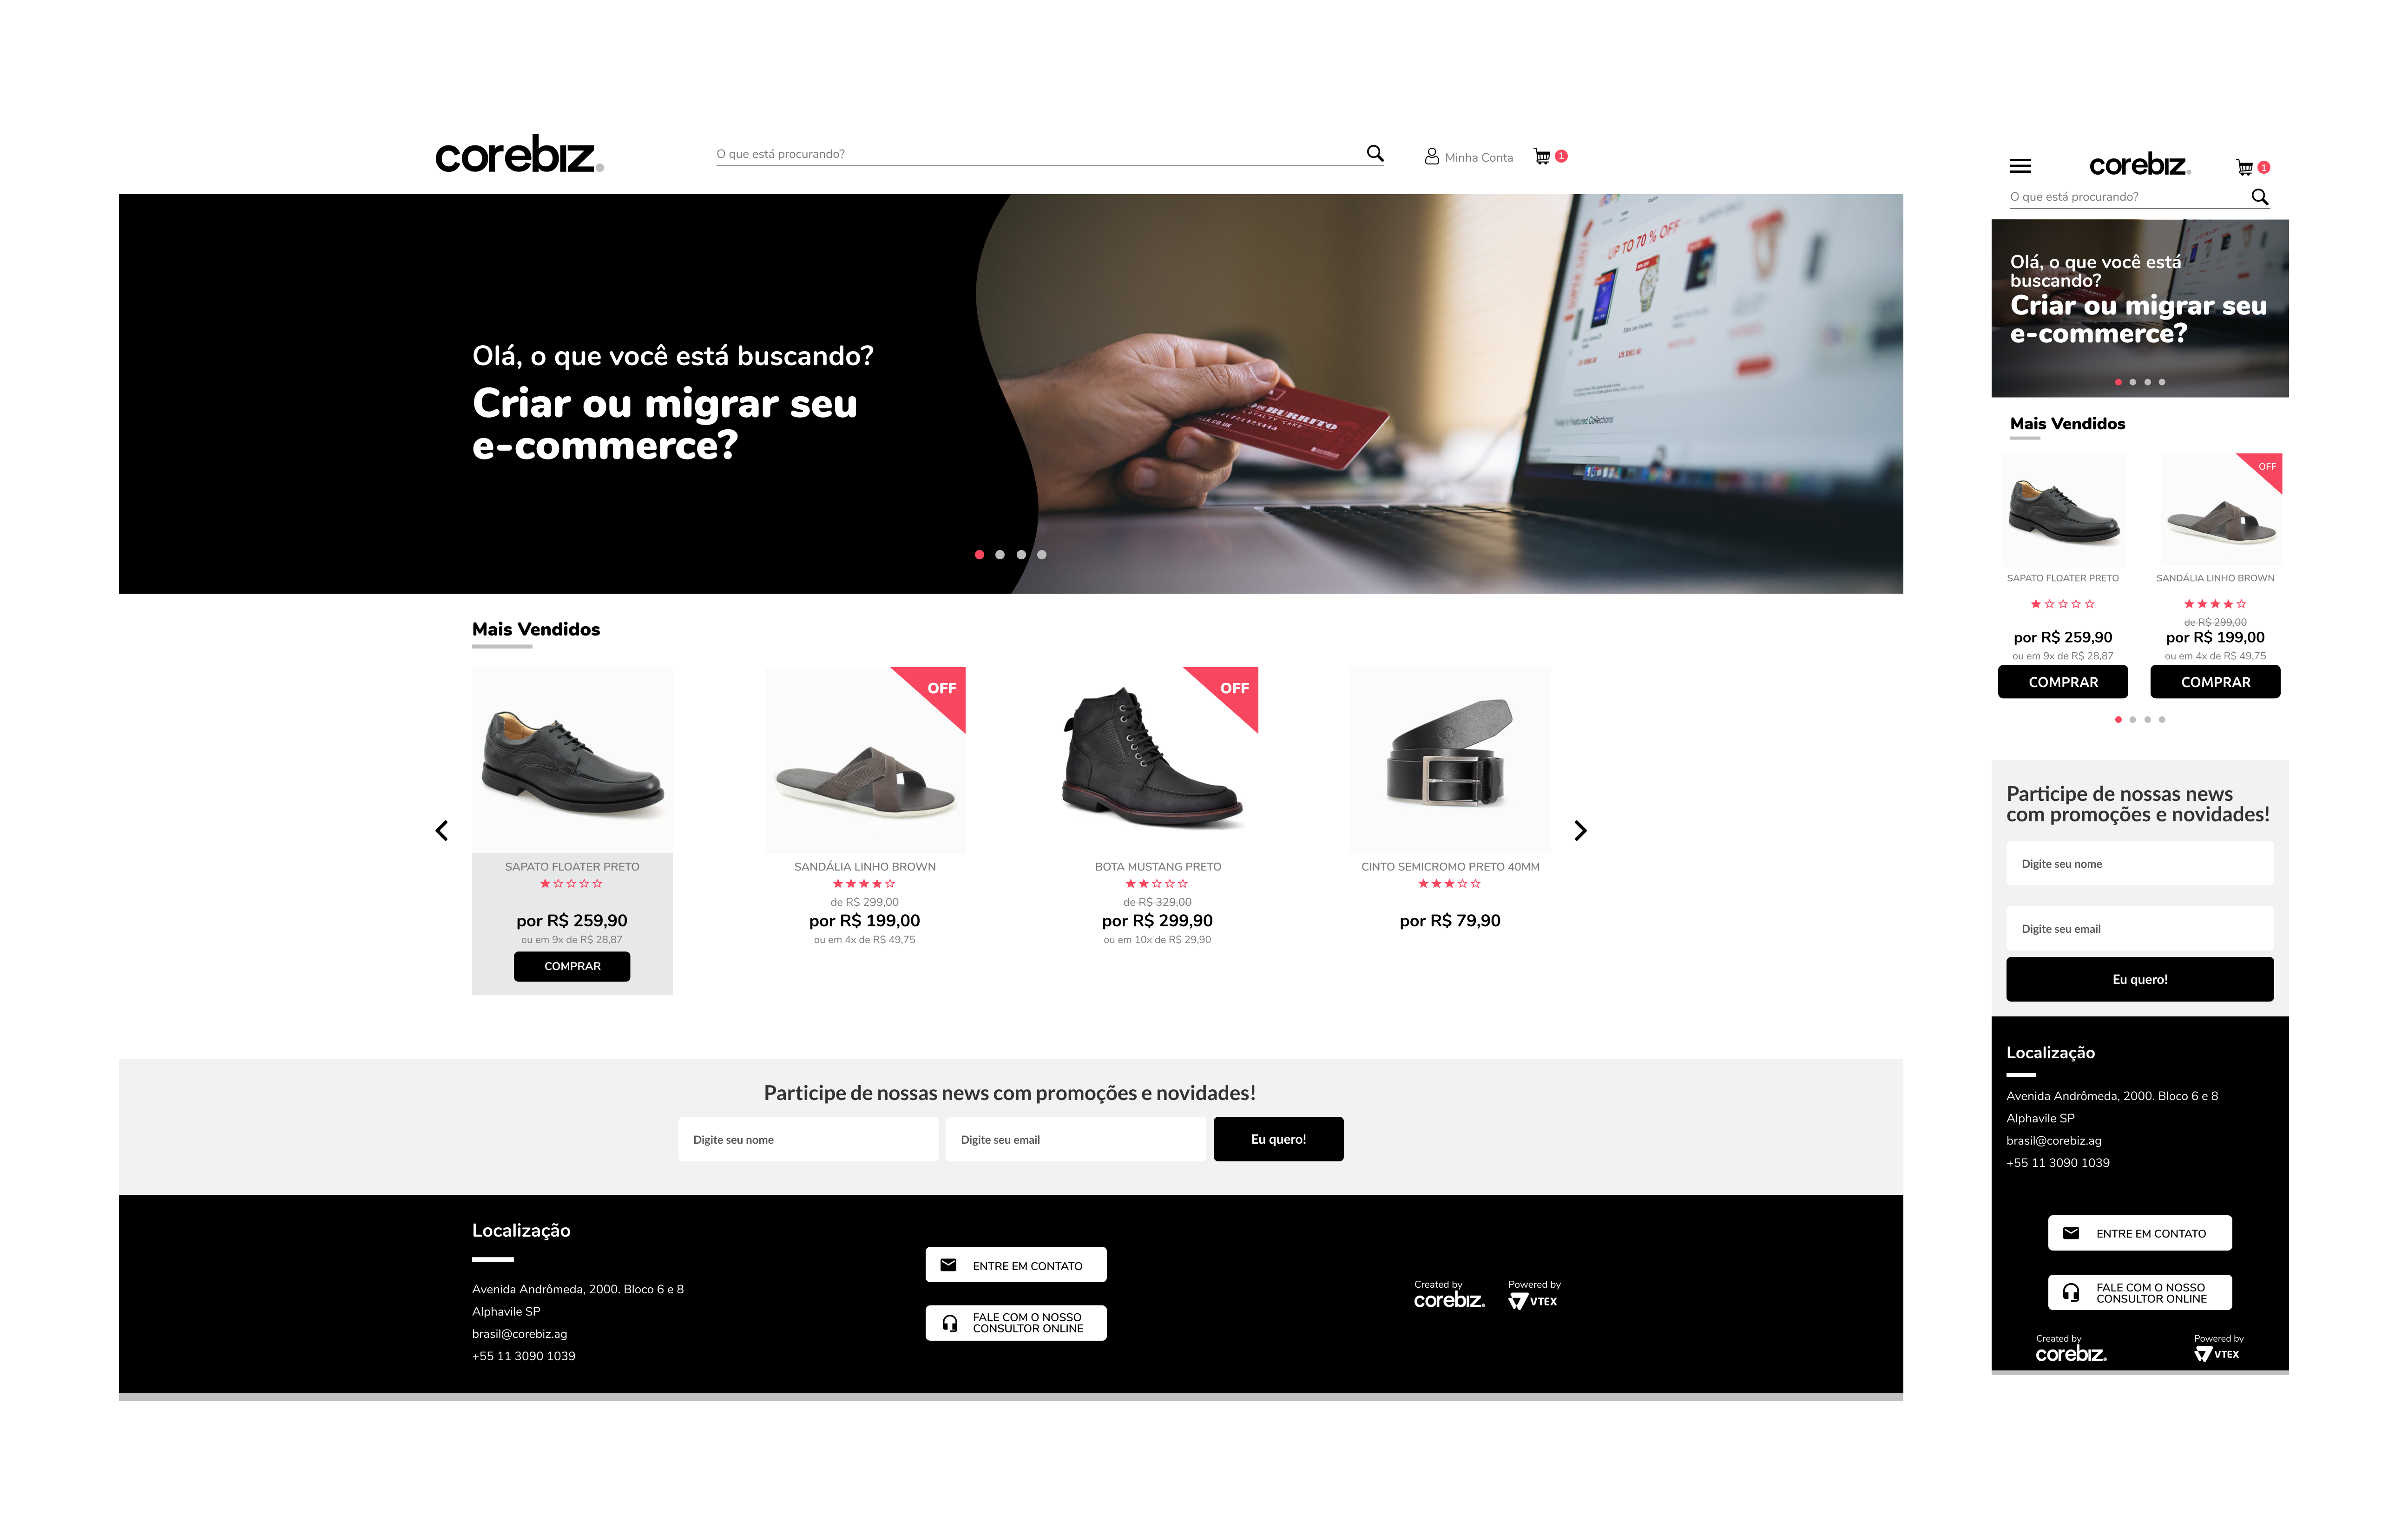 corebiz.
O que está procurando?
Minha Conta
1
UP TO 70 % OFF
Olá, o que você está buscando?
Criar ou migrar seu
e-commerce?
BURRITO
LOYALTY CARD
Today's Featured Collections
Mais Vendidos
OFF
OFF
SAPATO FLOATER PRETO
SANDÁLIA LINHO BROWN
BOTA MUSTANG PRETO
CINTO SEMICROMO PRETO 40MM
de R$ 299,00
de R$ 329,00
por R$ 259,90
por R$ 199,00
por R$ 299,90
por R$ 79,90
ou em 9x de R$ 28,87
ou em 4x de R$ 49,75
ou em 10x de R$ 29,90
COMPRAR
Participe de nossas news com promoções e novidades!
Digite seu nome
Digite seu email
Eu quero!
Localização
Avenida Andrômeda, 2000. Bloco 6 e 8
Alphavile SP
brasil@corebiz.ag
+55 11 3090 1039
ENTRE EM CONTATO
FALE COM O NOSSO
CONSULTOR ONLINE
Created by
corebiz.
Powered by
VTEX
corebiz.
1
O que está procurando?
Olá, o que você está
buscando?
Criar ou migrar seu
e-commerce?
Mais Vendidos
OFF
SAPATO FLOATER PRETO
SANDÁLIA LINHO BROWN
de R$ 299,00
por R$ 259,90
por R$ 199,00
ou em 9x de R$ 28,87
ou em 4x de R$ 49,75
COMPRAR
COMPRAR
Participe de nossas news
com promoções e novidades!
Digite seu nome
Digite seu email
Eu quero!
Localização
Avenida Andrômeda, 2000. Bloco 6 e 8
Alphavile SP
brasil@corebiz.ag
+55 11 3090 1039
ENTRE EM CONTATO
FALE COM O NOSSO
CONSULTOR ONLINE
Created by
corebiz.
Powered by
VTEX